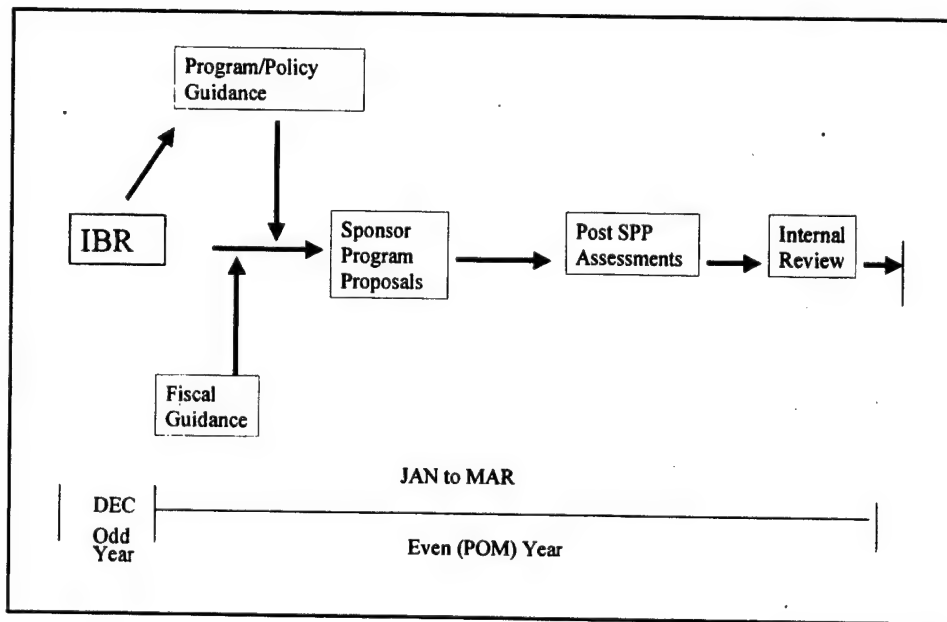 Program/Policy
Guidance
IBR
Sponsor
Program
Proposals
Post SPP
Assessments
Internal
Review
Fiscal
Guidance
JAN to MAR
DEC
Odd
Year
Even (POM) Year